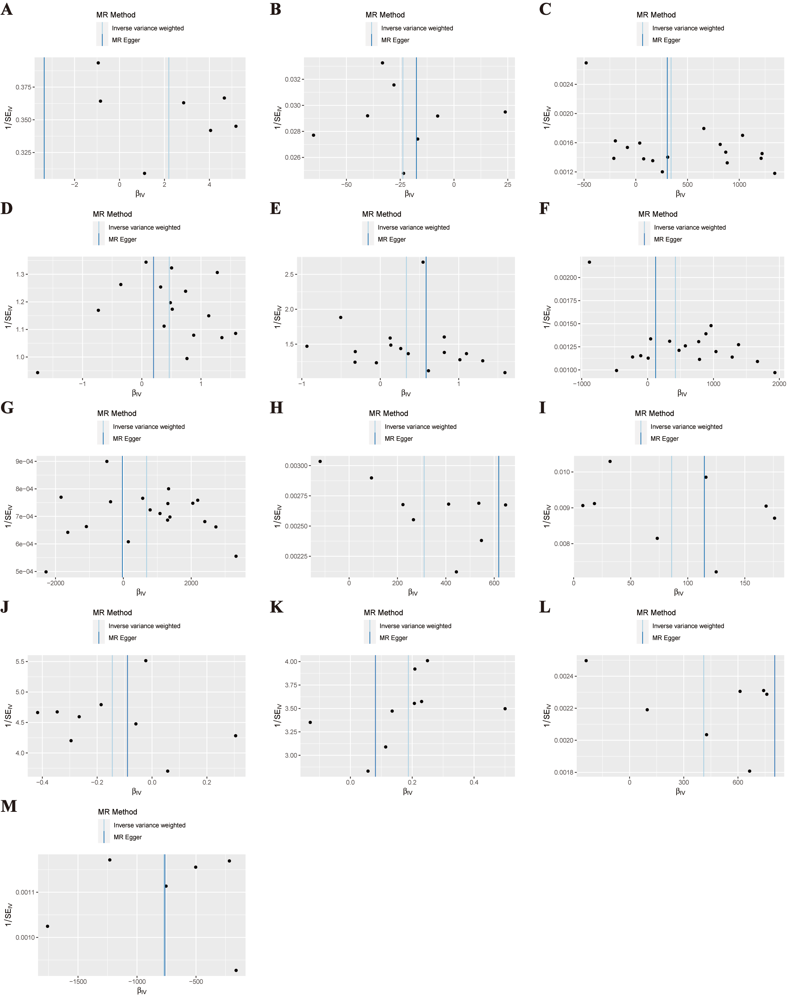 A
MR Method
Inverse variance weighted
MR Egger
0.375
0.350
0.325
1/SEIV
−2 0 2 4
βIV
B
MR Method
Inverse variance weighted
MR Egger
0.032
0.030
0.028
0.026
1/SEIV
−50 −25 0 25
βIV
C
MR Method
Inverse variance weighted
MR Egger
0.0024
0.0020
0.0016
0.0012
1/SEIV
−500 0 500 1000
βIV
D
MR Method
Inverse variance weighted
MR Egger
1.3
1.2
1.1
1.0
1/SEIV
−1 0 1
βIV
E
MR Method
Inverse variance weighted
MR Egger
2.5
2.0
1.5
1/SEIV
−1 0 1
βIV
F
MR Method
Inverse variance weighted
MR Egger
0.00200
0.00175
0.00150
0.00125
0.00100
1/SEIV
−1000 0 1000 2000
βIV
G
MR Method
Inverse variance weighted
MR Egger
9e−04
8e−04
7e−04
6e−04
5e−04
1/SEIV
−2000 0 2000
βIV
H
MR Method
Inverse variance weighted
MR Egger
0.00300
0.00275
0.00250
0.00225
1/SEIV
0 200 400 600
βIV
I
MR Method
Inverse variance weighted
MR Egger
0.010
0.009
0.008
1/SEIV
0 50 100 150
βIV
J
MR Method
Inverse variance weighted
MR Egger
5.5
5.0
4.5
4.0
1/SEIV
−0.4 −0.2 0.0 0.2
βIV
K
MR Method
Inverse variance weighted
MR Egger
4.00
3.75
3.50
3.25
3.00
1/SEIV
0.0 0.2 0.4
βIV
L
MR Method
Inverse variance weighted
MR Egger
0.0024
0.0022
0.0020
0.0018
1/SEIV
0 300 600
βIV
M
MR Method
Inverse variance weighted
MR Egger
0.0011
0.0010
1/SEIV
−1500 −1000 −500
βIV